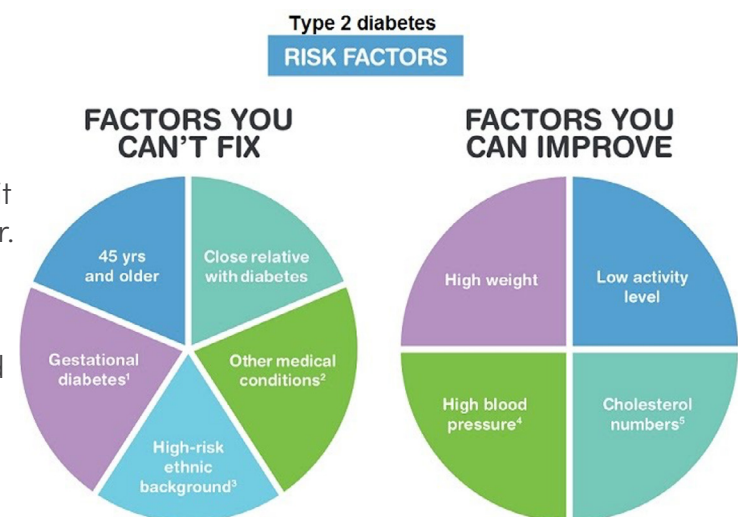 Type 2 diabetes
RISK FACTORS
FACTORS YOU
CAN'T FIX
45 yrs
and older
Close relative
with diabetes
Gestational
diabetes¹
Other medical
conditions²
High-risk
ethnic
background³
FACTORS YOU
CAN IMPROVE
High weight
Low activity
level
High blood
pressure⁴
Cholesterol
numbers⁵